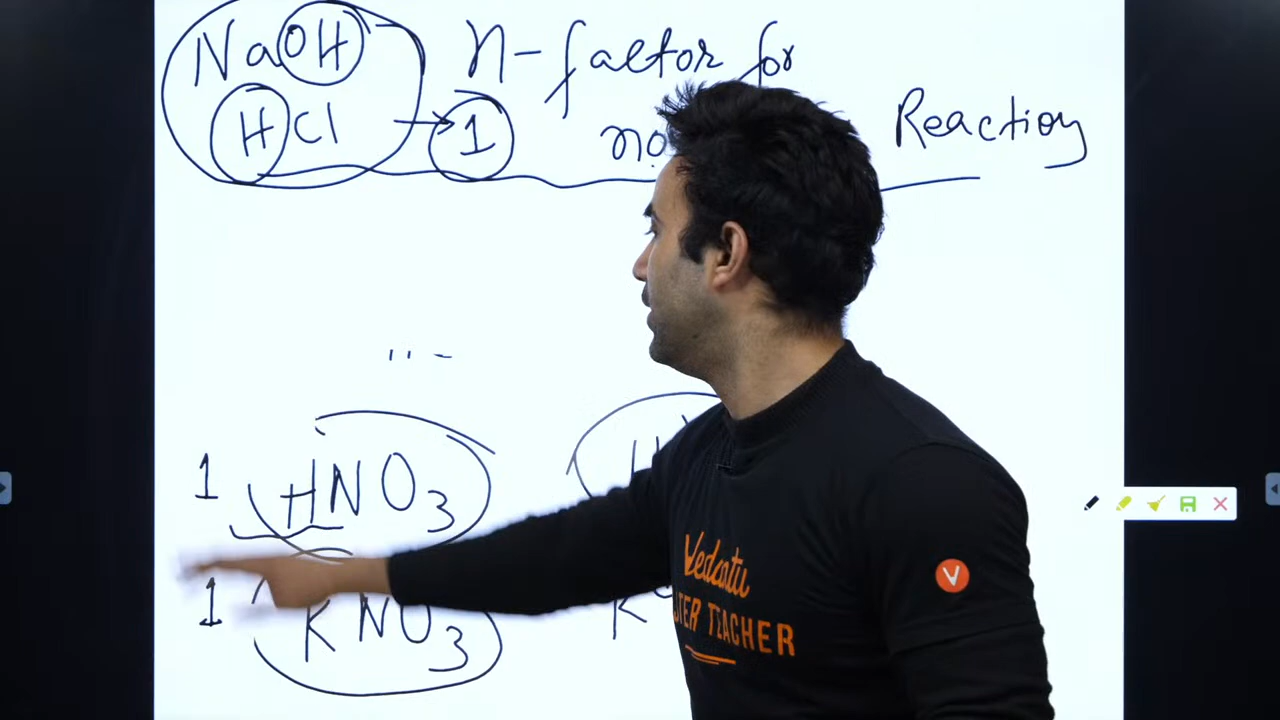 NaOH n-factor for
HCl → 1 Reaction
1 HNO3
1 KNO3
Vedantu
TEACHER
V